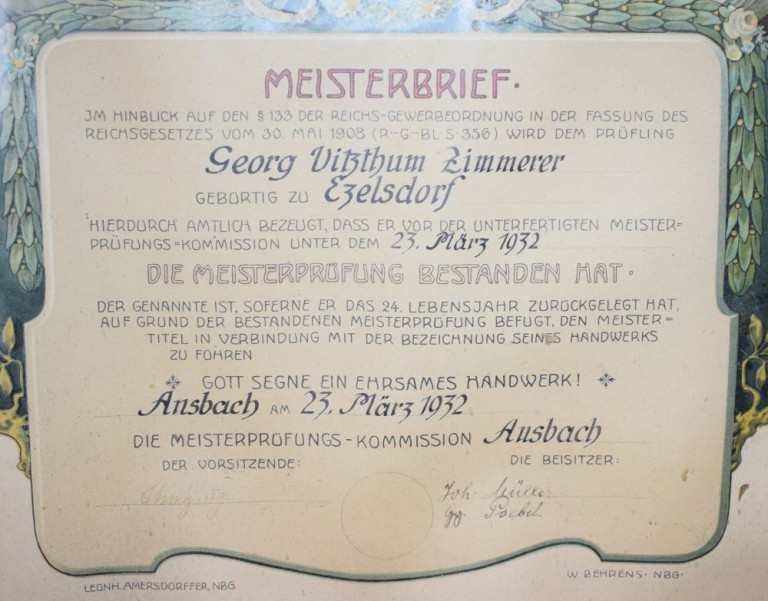 MEISTERBRIEF·
IM HINBLICK AUF DEN § 133 DER REICHS-GEWERBEORDNUNG IN DER FASSUNG DES
REICHSGESETZES VOM 30. MAI 1908 (R-G-BL S·356) WIRD DEM PRÜFLING
Georg Vitzthum Zimmerer
GEBÜRTIG ZU Ezelsdorf
HIERDURCH AMTLICH BEZEUGT, DASS ER VOR DER UNTERFERTIGTEN MEISTER=
PRÜFUNGS=KOMMISSION UNTER DEM 23. März 1932
DIE MEISTERPRÜFUNG BESTANDEN HAT·
DER GENANNTE IST, SOFERNE ER DAS 24. LEBENSJAHR ZURÜCKGELEGT HAT,
AUF GRUND DER BESTANDENEN MEISTERPRÜFUNG BEFUGT, DEN MEISTER=
TITEL IN VERBINDUNG MIT DER BEZEICHNUNG SEINES HANDWERKS
ZU FÜHREN
GOTT SEGNE EIN EHRSAMES HANDWERK!
Ansbach AM 23. März 1932
DIE MEISTERPRÜFUNGS-KOMMISSION Ansbach
DER VORSITZENDE: DIE BEISITZER:
Joh. Müller
Gg.
LEONH. AMERSDORFFER, NBG. W. BEHRENS· NBG·